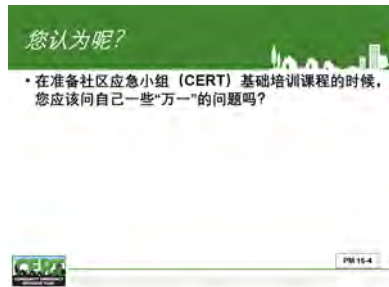 您认为呢？
• 在准备社区应急小组（CERT）基础培训课程的时候，
您应该问自己一些“万一”的问题吗？
CERT
PM 16-4